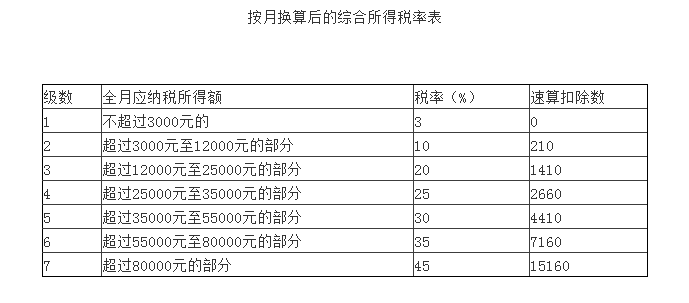 按月换算后的综合所得税率表
级数 全月应纳税所得额 税率（%） 速算扣除数
1 不超过3000元的 3 0
2 超过3000元至12000元的部分 10 210
3 超过12000元至25000元的部分 20 1410
4 超过25000元至35000元的部分 25 2660
5 超过35000元至55000元的部分 30 4410
6 超过55000元至80000元的部分 35 7160
7 超过80000元的部分 45 15160